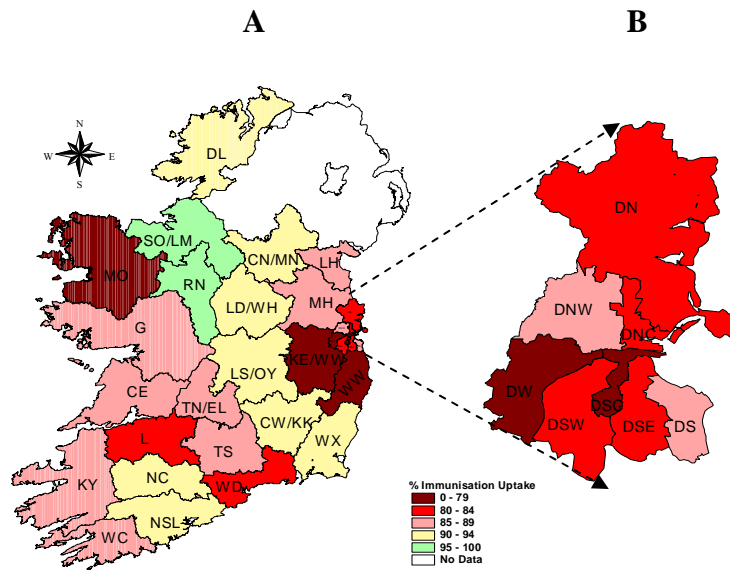 A B
N
W E
S
DL
DN
SO/LM
MO
CN/MN
LH
RN
MH
LD/WH
DNW
G
DNC
KE/WW
LS/OY
WW
DW
CE
TN/EL
DSC
CW/KK
DSW
DSE
DS
L
TS
WX
KY
NC
WD
NSL
WC
% Immunisation Uptake
0 - 79
80 - 84
85 - 89
90 - 94
95 - 100
No Data